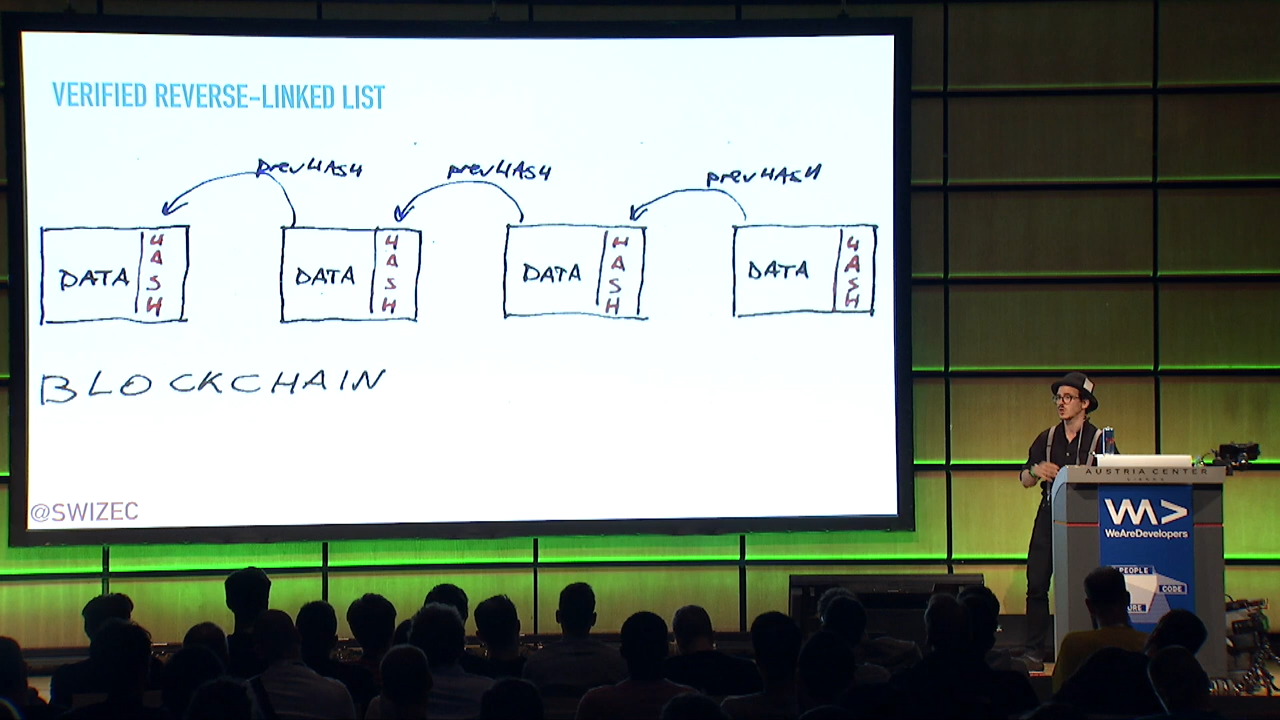 VERIFIED REVERSE-LINKED LIST
prevHASH prevHASH prevHASH
DATA HASH DATA HASH DATA HASH DATA HASH
BLOCKCHAIN
@SWIZEC
AUSTRIA CENTER
VIENNA
WeAreDevelopers
PEOPLE
CODE